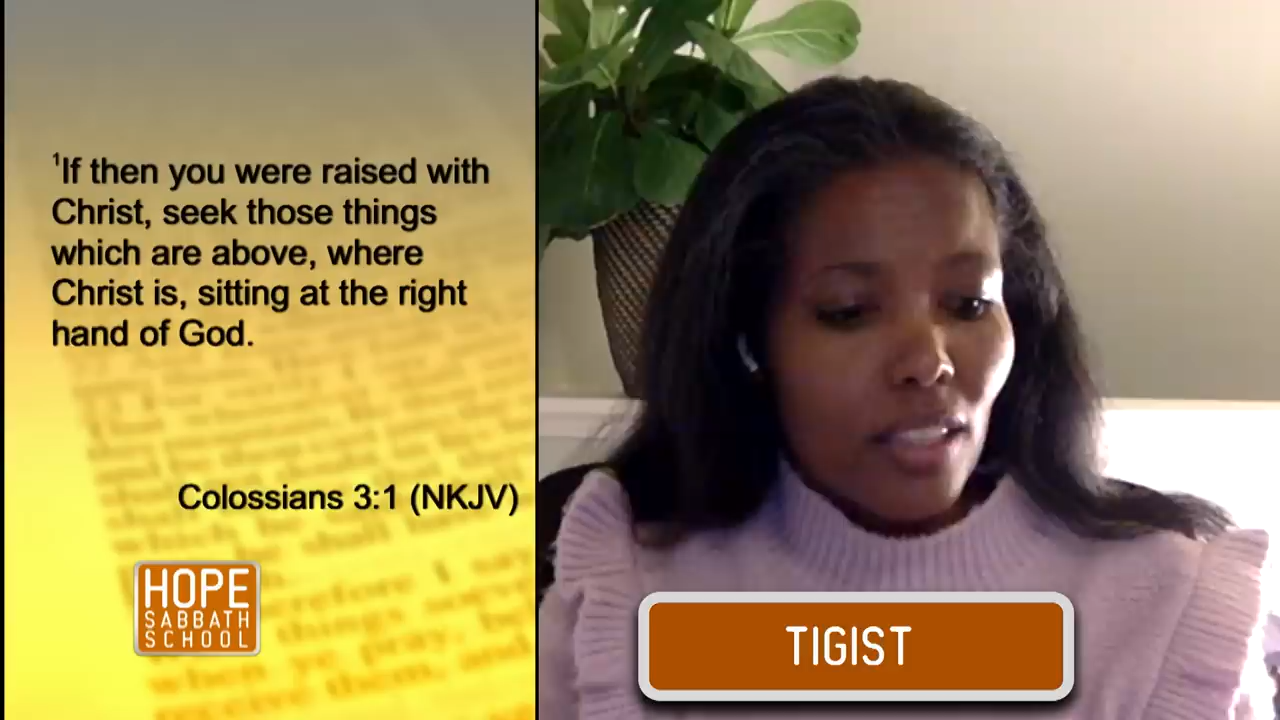 ¹If then you were raised with
Christ, seek those things
which are above, where
Christ is, sitting at the right
hand of God.
Colossians 3:1 (NKJV)
HOPE
SABBATH
SCHOOL
TIGIST